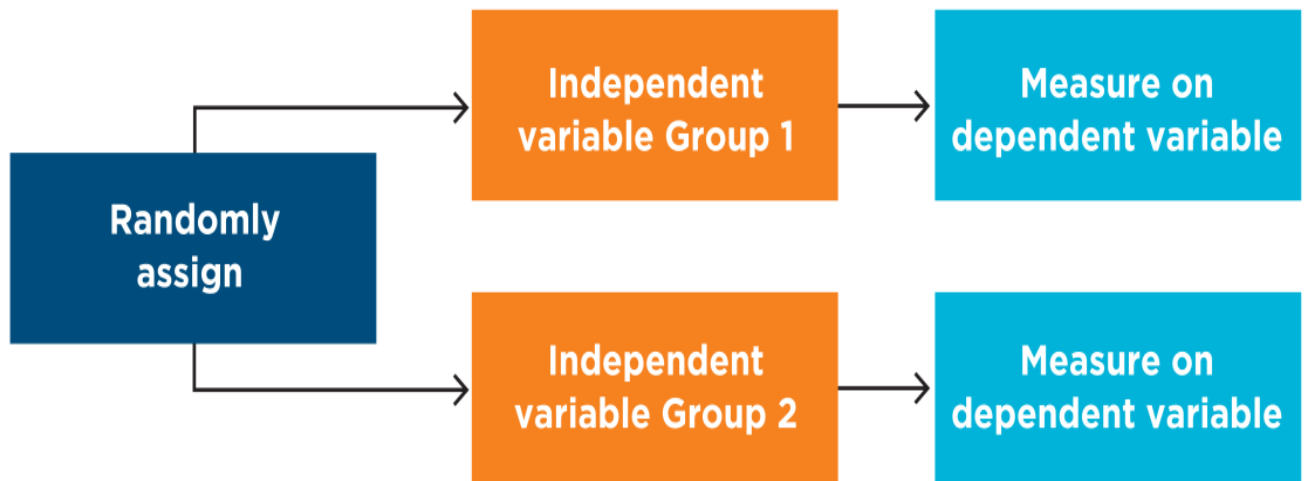 Randomly
assign
Independent
variable Group 1
Measure on
dependent variable
Independent
variable Group 2
Measure on
dependent variable